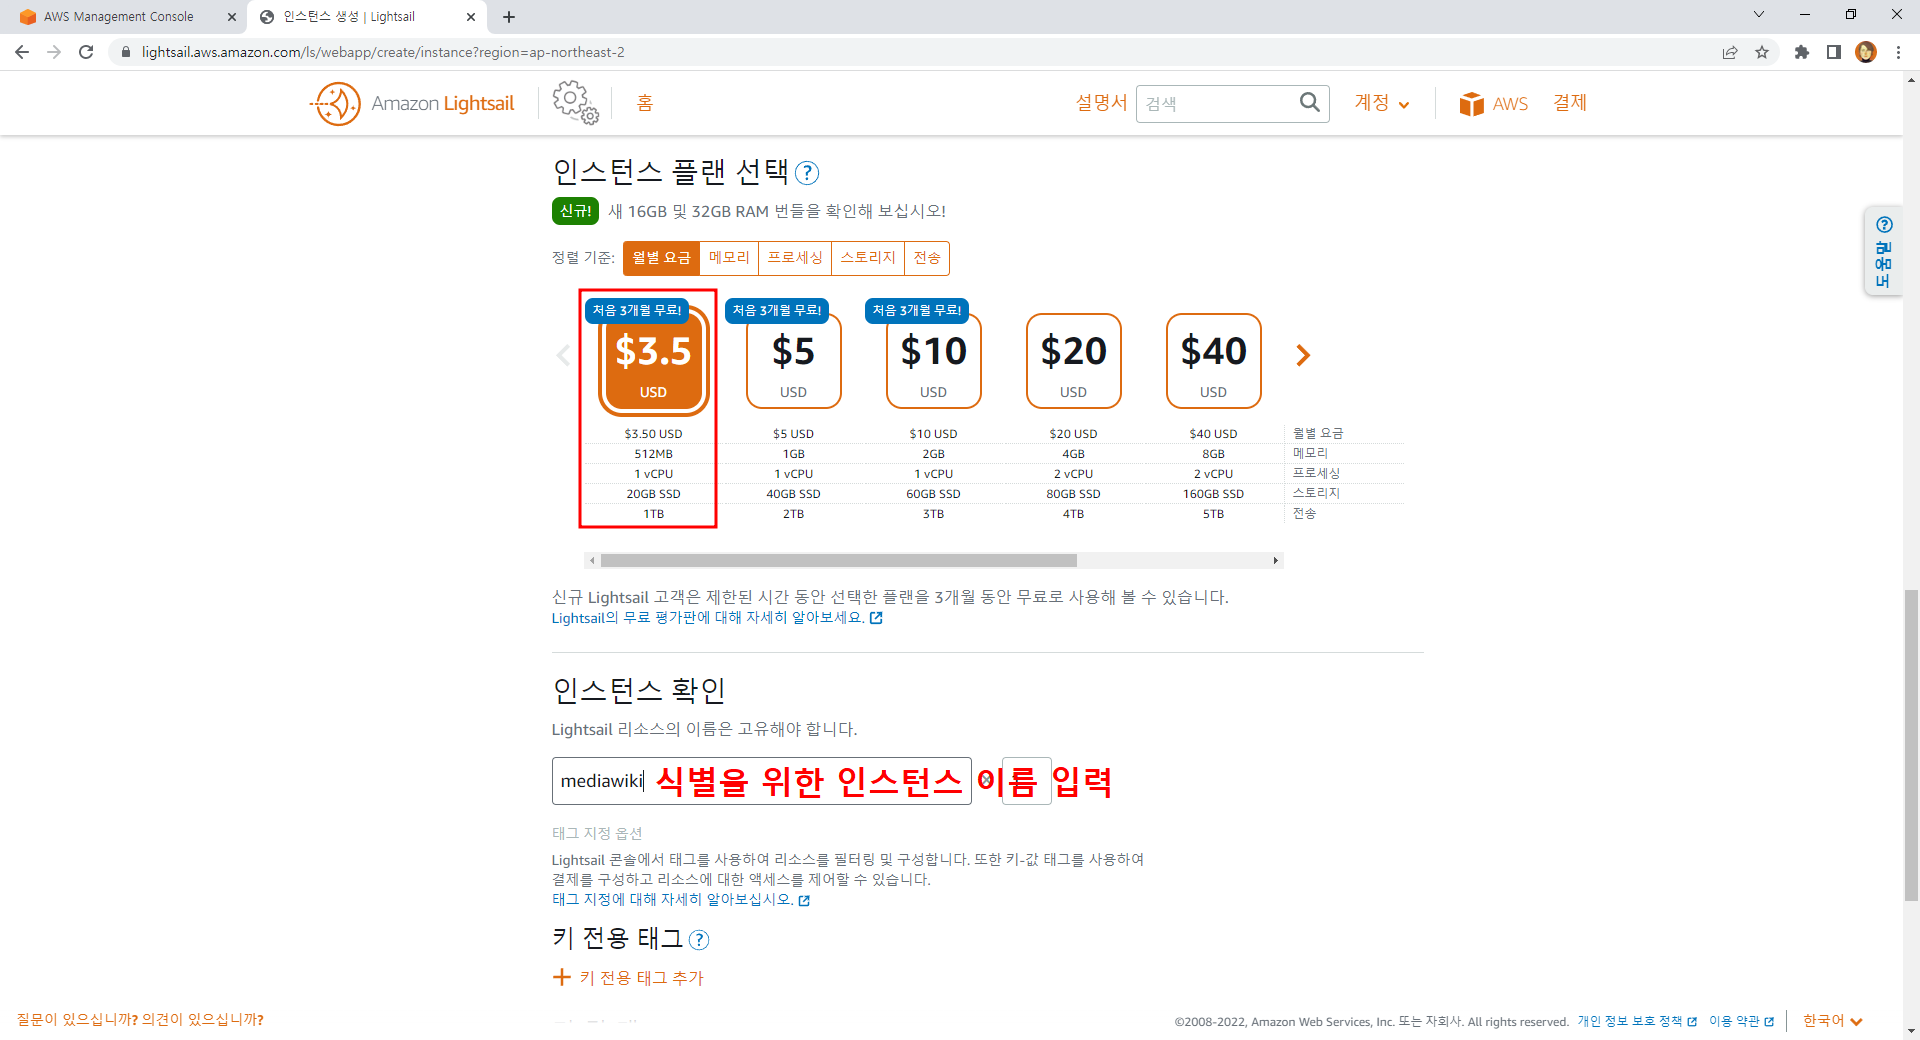 AWS Management Console
인스턴스 생성 | Lightsail
lightsail.aws.amazon.com/ls/webapp/create/instance?region=ap-northeast-2
Amazon Lightsail
홈
설명서
검색
계정
AWS
결제
인스턴스 플랜 선택 ?
신규! 새 16GB 및 32GB RAM 번들을 확인해 보십시오!
정렬 기준: 월별 요금 메모리 프로세싱 스토리지 전송
처음 3개월 무료! 처음 3개월 무료! 처음 3개월 무료!
$3.5 $5 $10 $20 $40
USD USD USD USD USD
$3.50 USD $5 USD $10 USD $20 USD $40 USD 월별 요금
512MB 1GB 2GB 4GB 8GB 메모리
1 vCPU 1 vCPU 1 vCPU 2 vCPU 2 vCPU 프로세싱
20GB SSD 40GB SSD 60GB SSD 80GB SSD 160GB SSD 스토리지
1TB 2TB 3TB 4TB 5TB 전송
신규 Lightsail 고객은 제한된 시간 동안 선택한 플랜을 3개월 동안 무료로 사용해 볼 수 있습니다.
Lightsail의 무료 평가판에 대해 자세히 알아보세요.
인스턴스 확인
Lightsail 리소스의 이름은 고유해야 합니다.
mediawiki 식별을 위한 인스턴스 이름 입력
태그 지정 옵션
Lightsail 콘솔에서 태그를 사용하여 리소스를 필터링 및 구성합니다. 또한 키-값 태그를 사용하여
결제를 구성하고 리소스에 대한 액세스를 제어할 수 있습니다.
태그 지정에 대해 자세히 알아보십시오.
키 전용 태그 ?
+ 키 전용 태그 추가
? 도움말
질문이 있으십니까? 의견이 있으십니까?
©2008-2022, Amazon Web Services, Inc. 또는 자회사. All rights reserved. 개인 정보 보호 정책 이용 약관 한국어